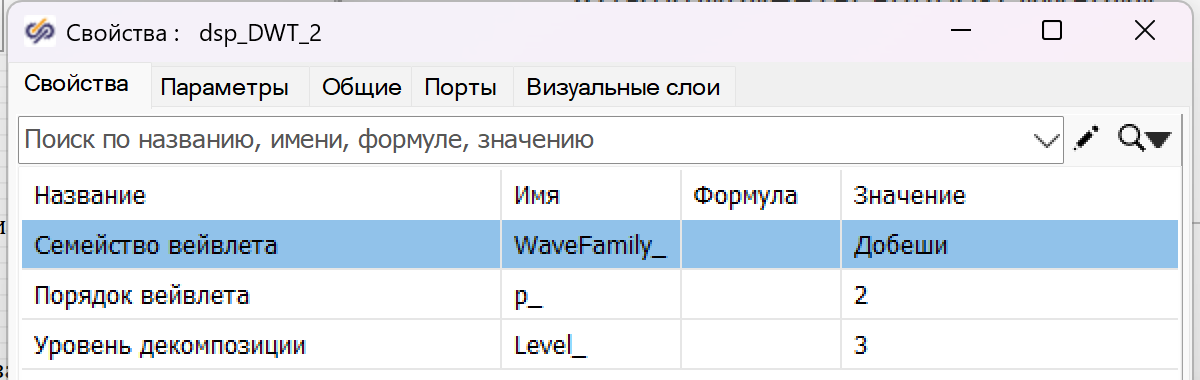 Свойства : dsp_DWT_2
Свойства Параметры Общие Порты Визуальные слои
Поиск по названию, имени, формуле, значению
Название Имя Формула Значение
Семейство вейвлета WaveFamily_ Добеши
Порядок вейвлета p_ 2
Уровень декомпозиции Level_ 3